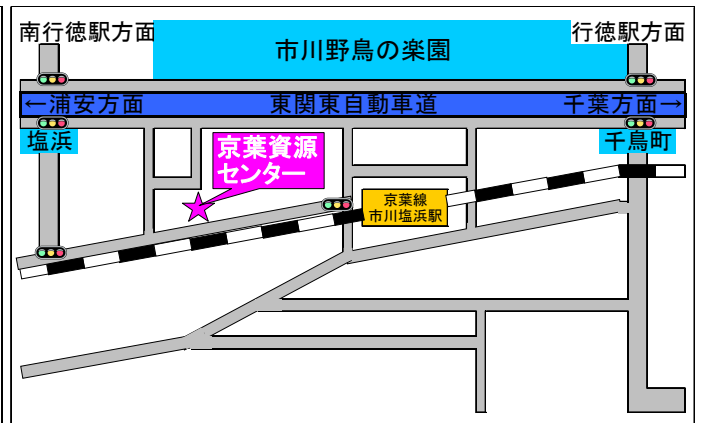 南行徳駅方面
行徳駅方面
市川野鳥の楽園
←浦安方面
東関東自動車道
千葉方面→
塩浜
千鳥町
京葉資源
センター
京葉線
市川塩浜駅